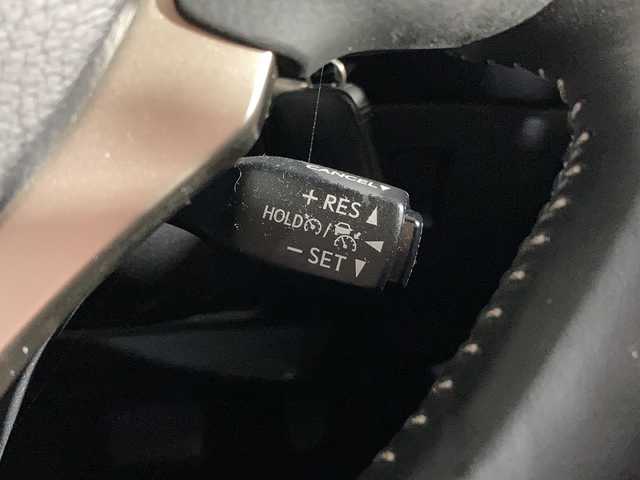 CANCEL▼
+ RES ▲
HOLD / ◀
− SET ▼